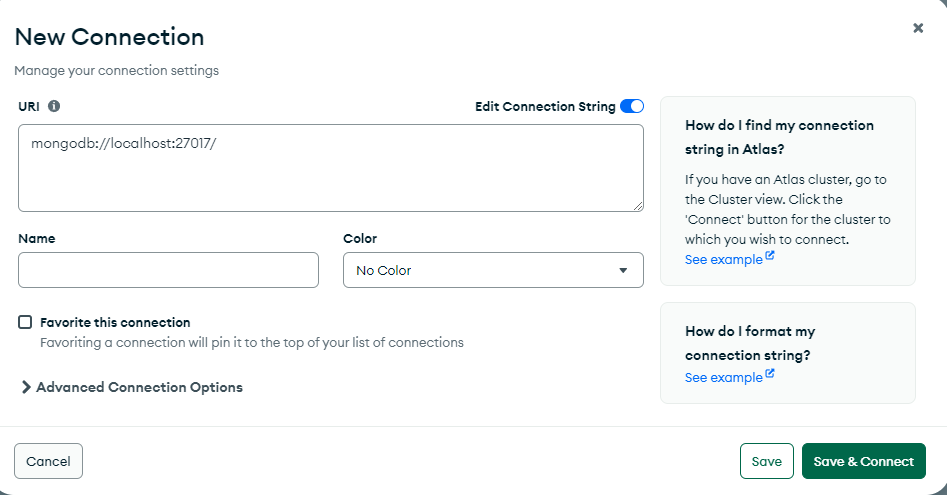 New Connection
Manage your connection settings
URI
Edit Connection String
mongodb://localhost:27017/
Name
Color
No Color
Favorite this connection
Favoriting a connection will pin it to the top of your list of connections
Advanced Connection Options
How do I find my connection
string in Atlas?
If you have an Atlas cluster, go to
the Cluster view. Click the
'Connect' button for the cluster to
which you wish to connect.
See example
How do I format my
connection string?
See example
Cancel
Save
Save & Connect